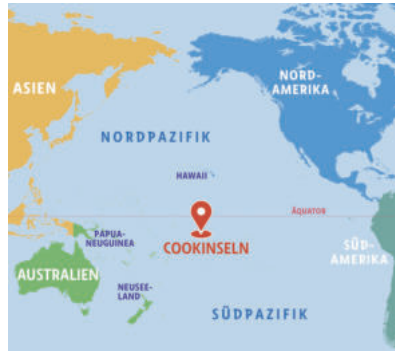 ASIEN
NORD-
AMERIKA
NORDPAZIFIK
HAWAII
ÄQUATOR
PAPUA-
NEUGUINEA
COOKINSELN
SÜD-
AMERIKA
AUSTRALIEN
NEUSEE-
LAND
SÜDPAZIFIK